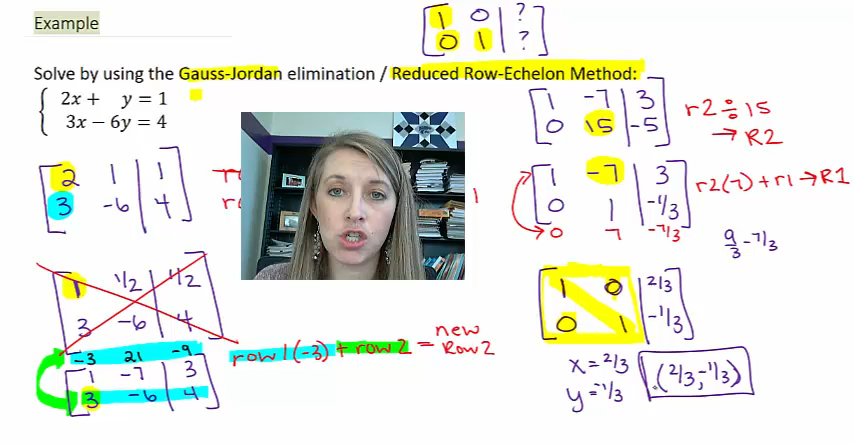 Example
1 0 | ?
0 1 | ?
Solve by using the Gauss-Jordan elimination / Reduced Row-Echelon Method:
2x + y = 1
3x − 6y = 4
2 1 | 1
3 -6 | 4
1 1/2 | 1/2
3 -6 | 4
-3 21 -9
1 -7 | 3
3 -6 | 4
row 1(-3) + row 2 = new Row 2
1 -7 | 3
0 15 | -5
r2 ÷ 15
→ R2
1 -7 | 3
0 1 | -1/3
0 7 -7/3
r2(7) + r1 → R1
9/3 - 7/3
1 0 | 2/3
0 1 | -1/3
x = 2/3
y = -1/3
(2/3, -1/3)